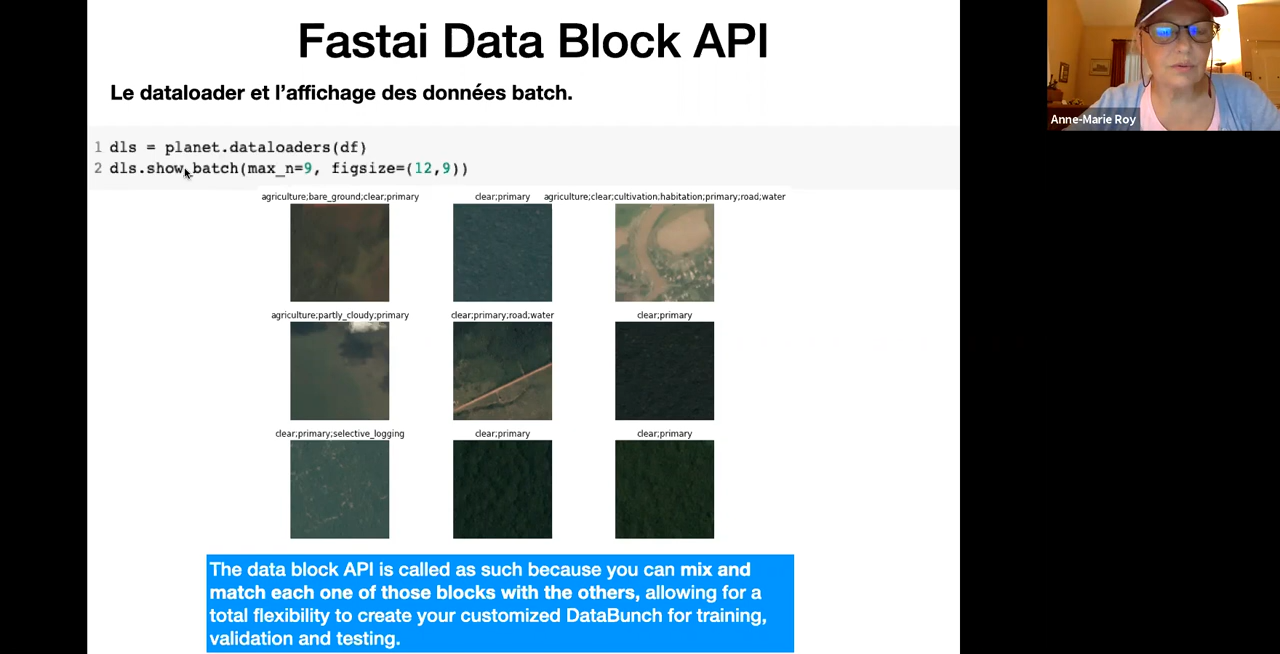 Fastai Data Block API
Le dataloader et l’affichage des données batch.
1 dls = planet.dataloaders(df)
2 dls.show_batch(max_n=9, figsize=(12,9))
agriculture;bare_ground;clear;primary
clear;primary
agriculture;clear;cultivation;habitation;primary;road;water
agriculture;partly_cloudy;primary
clear;primary;road;water
clear;primary
clear;primary;selective_logging
clear;primary
clear;primary
The data block API is called as such because you can mix and
match each one of those blocks with the others, allowing for a
total flexibility to create your customized DataBunch for training,
validation and testing.
Anne-Marie Roy